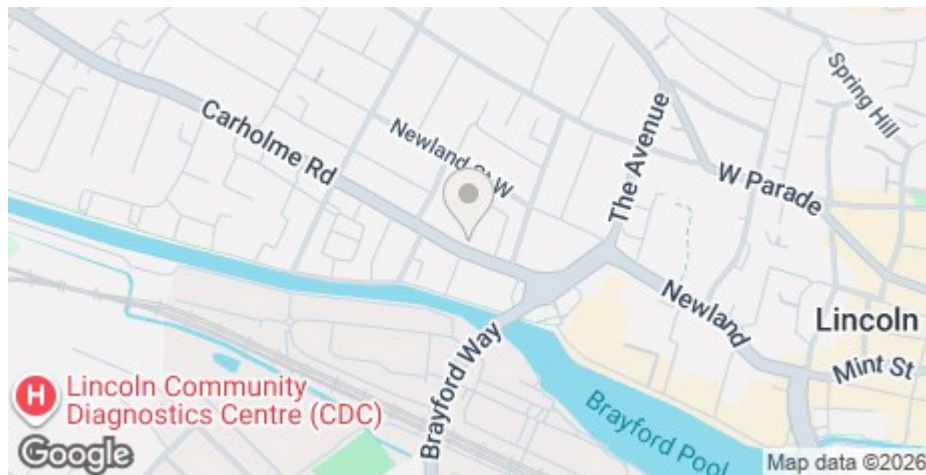 Spring Hill
Carholme Rd
Newland St W
The Avenue
W Parade
Newland
Lincoln
Mint St
Brayford Way
Brayford Pool
H
Lincoln Community
Diagnostics Centre (CDC)
Google
Map data ©2026